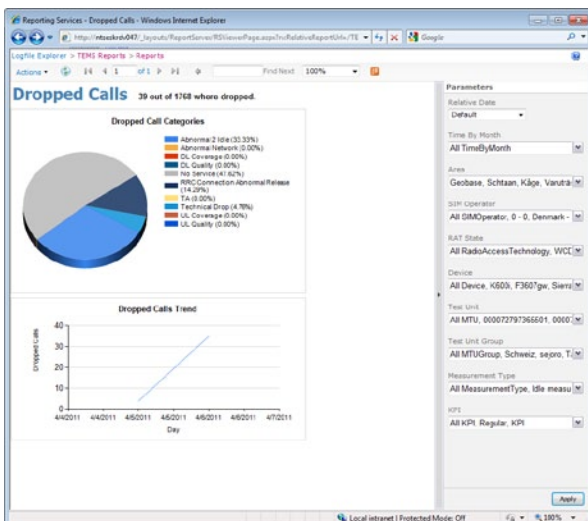 Reporting Services - Dropped Calls - Windows Internet Explorer
Google
Logfile Explorer > TEMS Reports > Reports
Actions 1 of 1 Find Next 100%
Dropped Calls 39 out of 1768 where dropped.
Dropped Call Categories
Abnormal 2 Idle (33.33%)
Abnormal Network (0.00%)
DL Coverage (0.00%)
DL Quality (0.00%)
No Service (47.62%)
RRC Connection Abnormal Release
(14.29%)
TA (0.00%)
Technical Drop (4.76%)
UL Coverage (0.00%)
UL Quality (0.00%)
Dropped Calls Trend
Dropped Calls
40
30
20
10
0
4/4/2011 4/4/2011 4/5/2011 4/5/2011 4/6/2011 4/6/2011 4/7/2011
Day
Parameters
Relative Date
Default
Time By Month
All TimeByMonth
Area
Geobase, Schtaan, Kåge, Varuträ
SIM Operator
All SIMOperator, 0 - 0, Denmark -
RAT State
All RadioAccessTechnology, WCD
Device
All Device, K600i, F3607gw, Sierra
Test Unit
All MTU,
Test Unit Group
All MTUGroup, Schweiz, sejoro,
Measurement Type
All MeasurementType, Idle measu
KPI
All KPI, Regular, KPI
Apply
Local intranet | Protected Mode: Off 180%